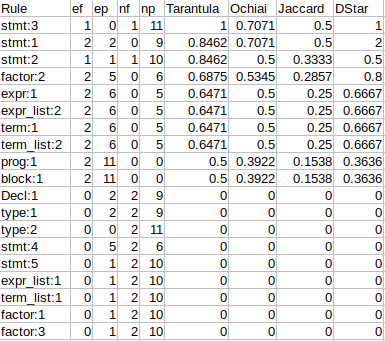 Rule ef ep nf np Tarantula Ochiai Jaccard DStar
stmt:3 1 0 1 11 1 0.7071 0.5 1
stmt:1 2 2 0 9 0.8462 0.7071 0.5 2
stmt:2 1 1 1 10 0.8462 0.5 0.3333 0.5
factor:2 2 5 0 6 0.6875 0.5345 0.2857 0.8
expr:1 2 6 0 5 0.6471 0.5 0.25 0.6667
expr_list:2 2 6 0 5 0.6471 0.5 0.25 0.6667
term:1 2 6 0 5 0.6471 0.5 0.25 0.6667
term_list:2 2 6 0 5 0.6471 0.5 0.25 0.6667
prog:1 2 11 0 0 0.5 0.3922 0.1538 0.3636
block:1 2 11 0 0 0.5 0.3922 0.1538 0.3636
Decl:1 0 2 2 9 0 0 0 0
type:1 0 2 2 9 0 0 0 0
type:2 0 0 2 11 0 0 0 0
stmt:4 0 5 2 6 0 0 0 0
stmt:5 0 1 2 10 0 0 0 0
expr_list:1 0 1 2 10 0 0 0 0
term_list:1 0 1 2 10 0 0 0 0
factor:1 0 1 2 10 0 0 0 0
factor:3 0 1 2 10 0 0 0 0